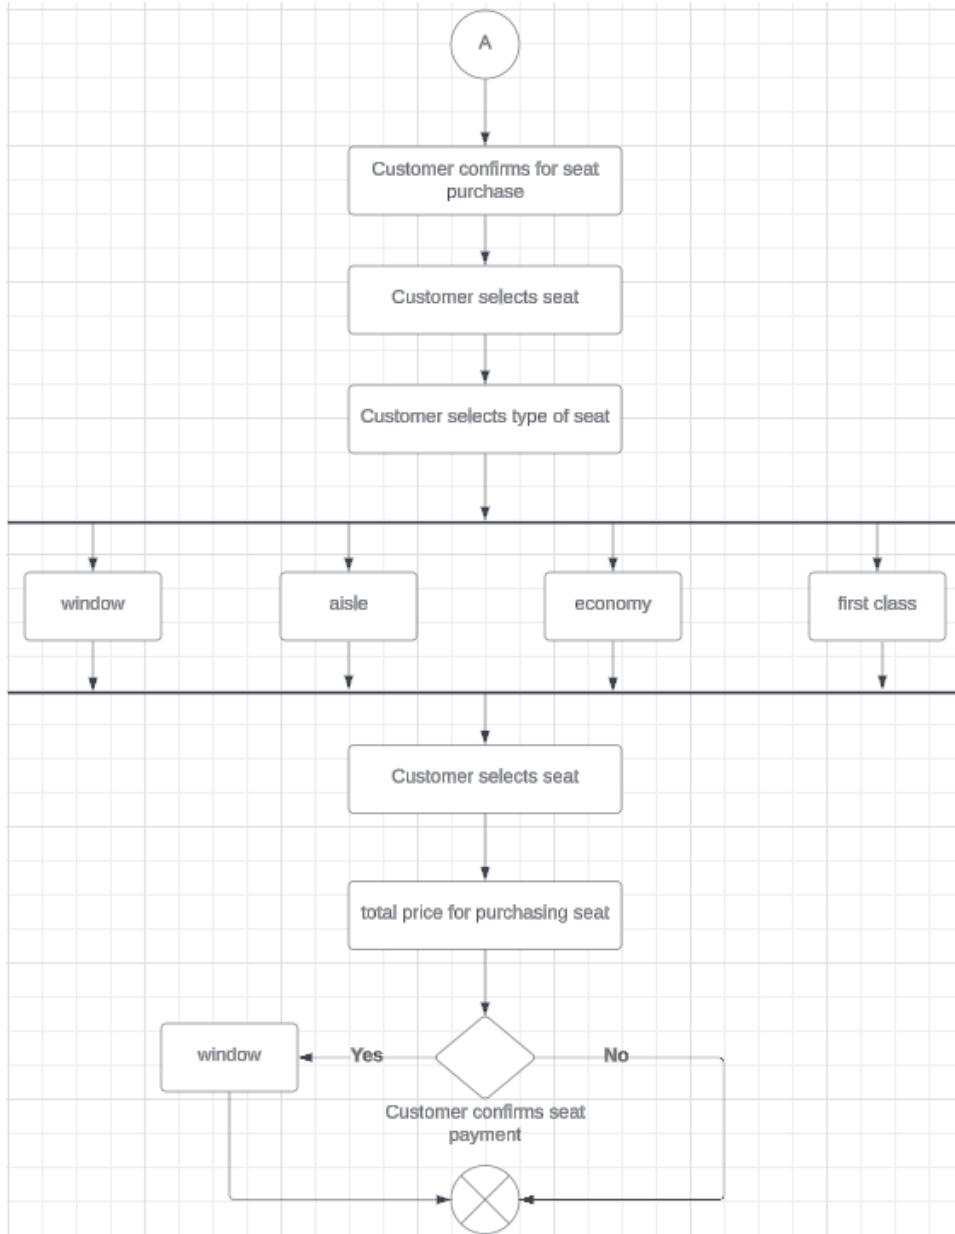 A
Customer confirms for seat
purchase
Customer selects seat
Customer selects type of seat
window
aisle
economy
first class
Customer selects seat
total price for purchasing seat
window
Yes
No
Customer confirms seat
payment